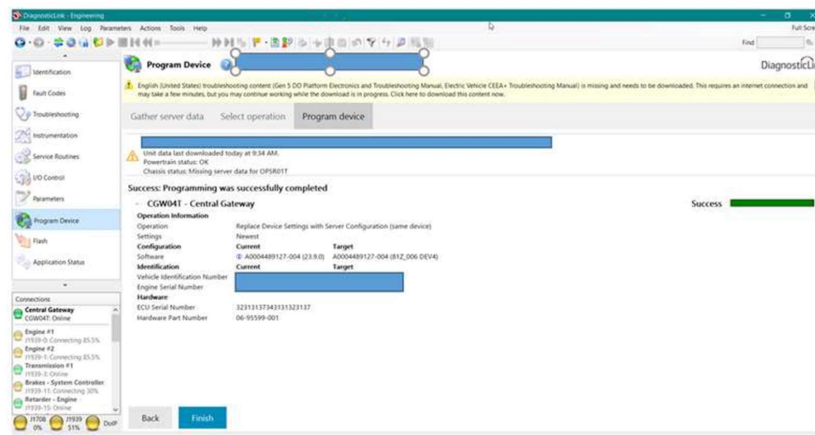 DiagnosticLink - Engineering
File Edit View Log Parameters Actions Tools Help
Full Scre
Find
Identification
Fault Codes
Troubleshooting
Instrumentation
Service Routines
I/O Control
Parameters
Program Device
Flash
Application Status
Connections
Central Gateway
CGW04T: Online
Engine #1
J1939-0: Connecting 85.5%
Engine #2
J1939-1: Connecting 85.5%
Transmission #1
J1939-3: Online
Brakes - System Controller
J1939-11: Connecting 30%
Retarder - Engine
J1939-15: Online
J1708 0% J1939 51% DoIP
Program Device
DiagnosticLi
English (United States) troubleshooting content (Gen 5 DD Platform Electronics and Troubleshooting Manual, Electric Vehicle CEEA+ Troubleshooting Manual) is missing and needs to be downloaded. This requires an internet connection and
may take a few minutes, but you may continue working while the download is in progress. Click here to download this content now.
Gather server data Select operation Program device
Unit data last downloaded today at 9:34 AM.
Powertrain status: OK
Chassis status: Missing server data for OPSR01T
Success: Programming was successfully completed
- CGW04T - Central Gateway Success
Operation Information
Operation Replace Device Settings with Server Configuration (same device)
Settings Newest
Configuration Current Target
Software A0004489127-004 (23.9.0) A0004489127-004 (81Z_006 DEV4)
Identification Current Target
Vehicle Identification Number
Engine Serial Number
Hardware
ECU Serial Number 32313137343131323137
Hardware Part Number 06-95599-001
Back Finish